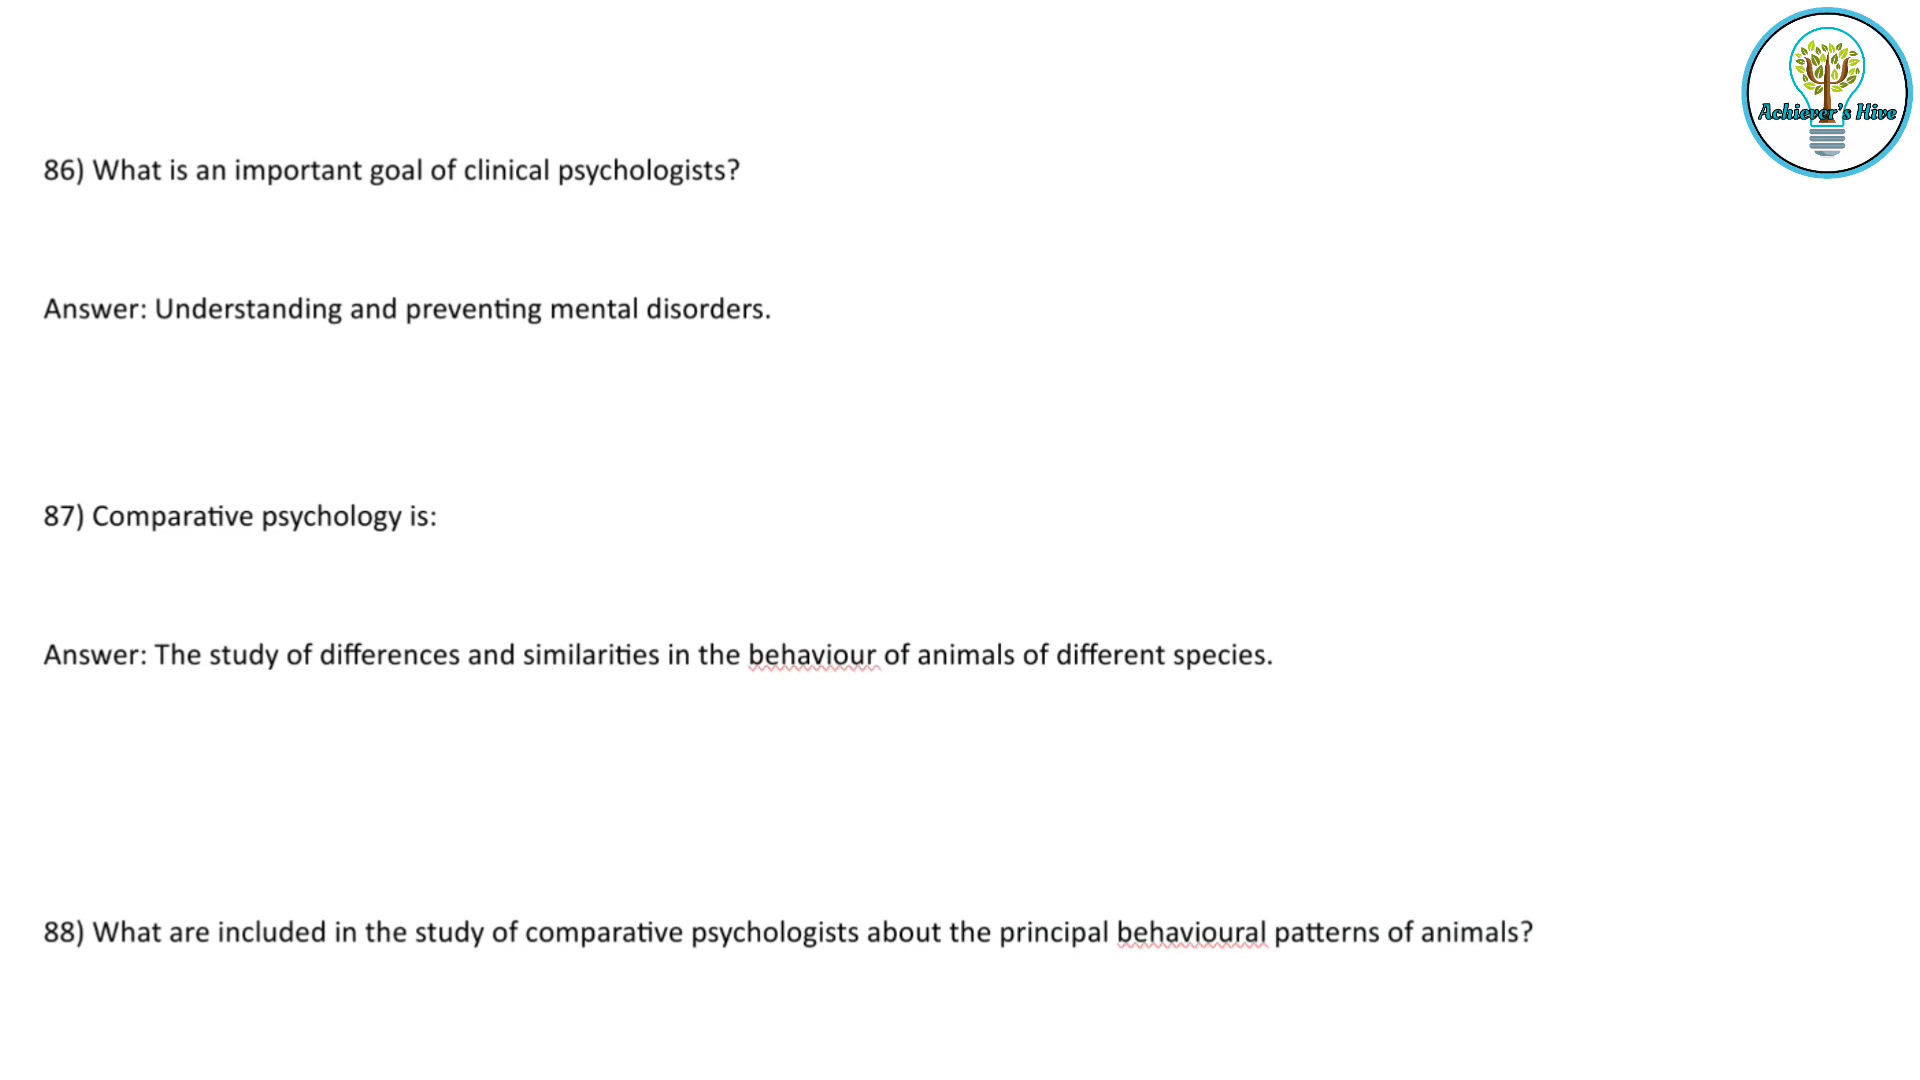 Achiever's Hive
86) What is an important goal of clinical psychologists?
Answer: Understanding and preventing mental disorders.
87) Comparative psychology is:
Answer: The study of differences and similarities in the behaviour of animals of different species.
88) What are included in the study of comparative psychologists about the principal behavioural patterns of animals?